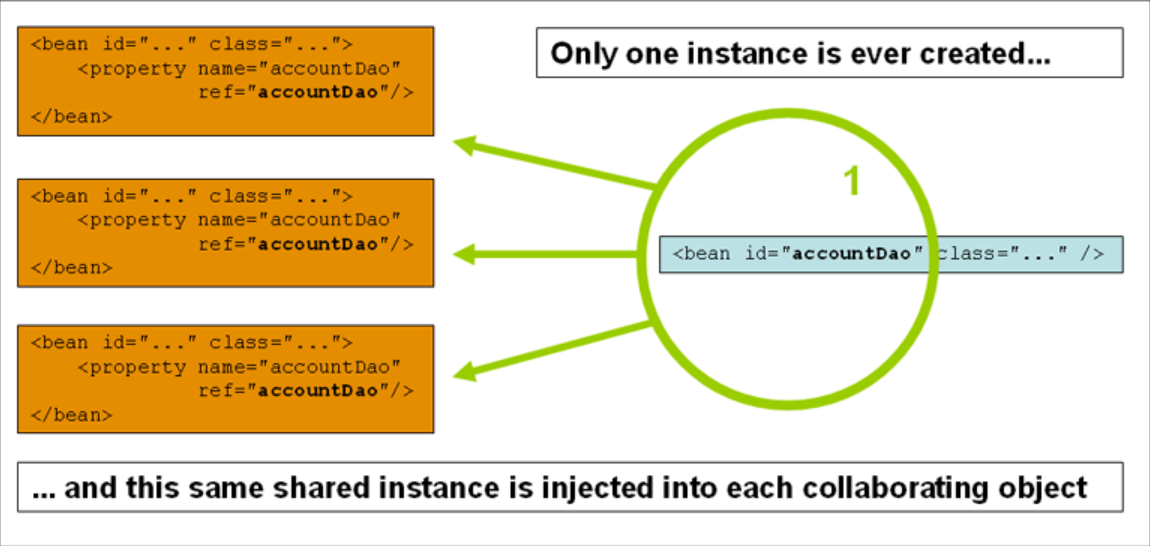 <bean id="..." class="...">
<property name="accountDao"
ref="accountDao"/>
</bean>
Only one instance is ever created...
<bean id="..." class="...">
<property name="accountDao"
ref="accountDao"/>
</bean>
1
<bean id="accountDao" class="..." />
<bean id="..." class="...">
<property name="accountDao"
ref="accountDao"/>
</bean>
... and this same shared instance is injected into each collaborating object